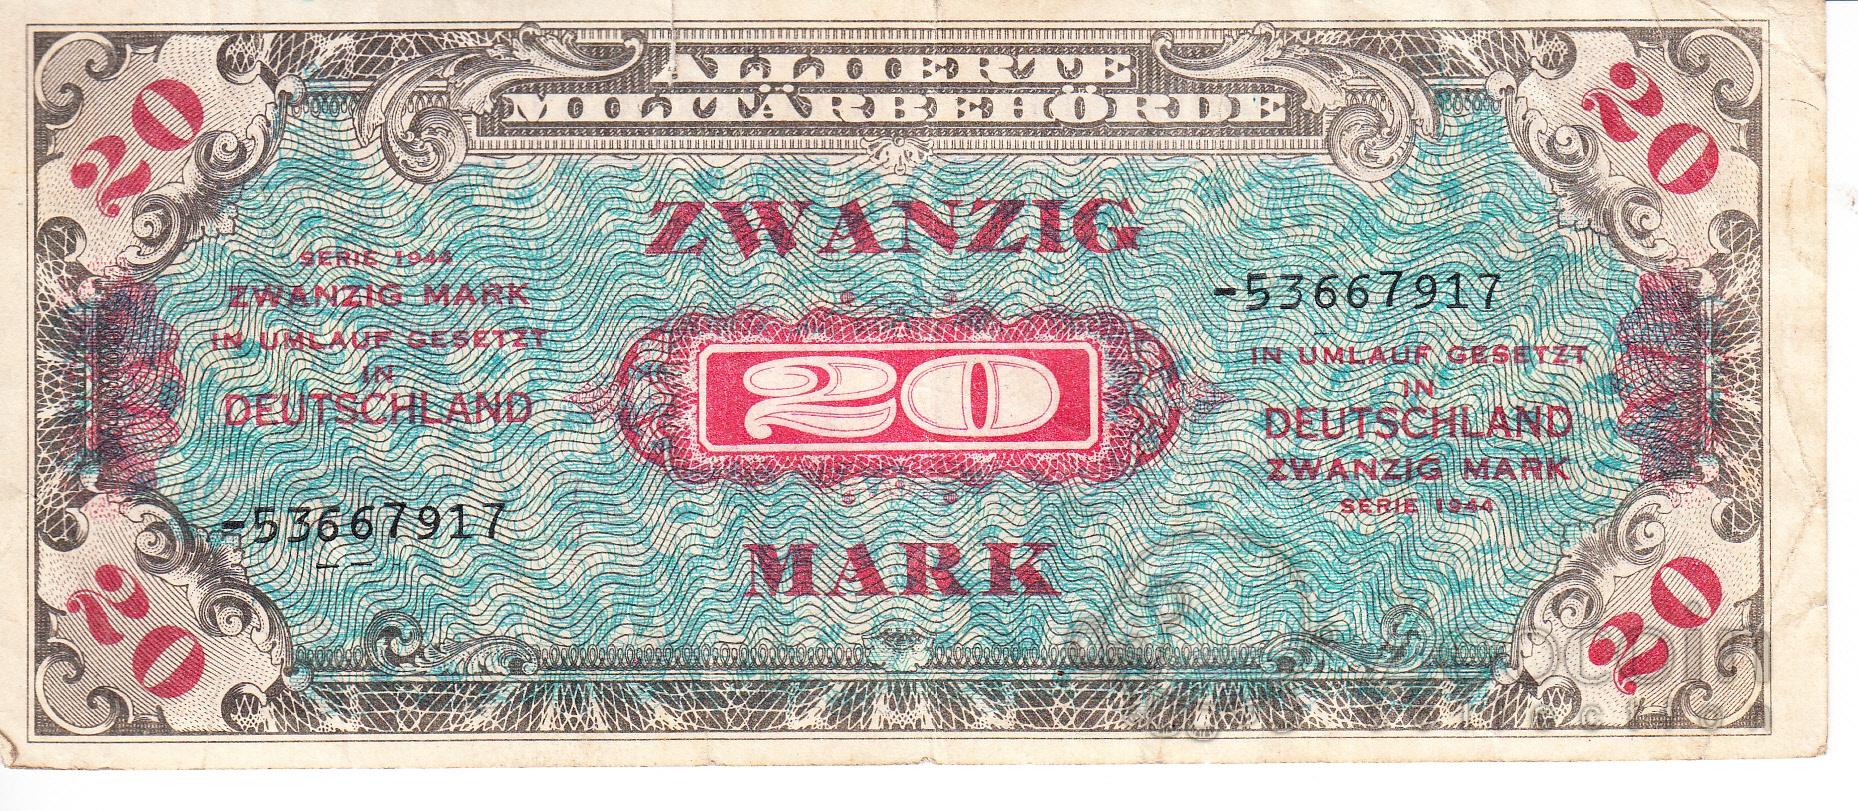 ALLIIERTE
MILITÄRBEHÖRDE
20
20
ZWANZIG
SERIE 1944
ZWANZIG MARK
IN UMLAUF GESETZT
IN
DEUTSCHLAND
-53667917
20
-53667917
IN UMLAUF GESETZT
IN
DEUTSCHLAND
ZWANZIG MARK
SERIE 1944
MARK
20
20